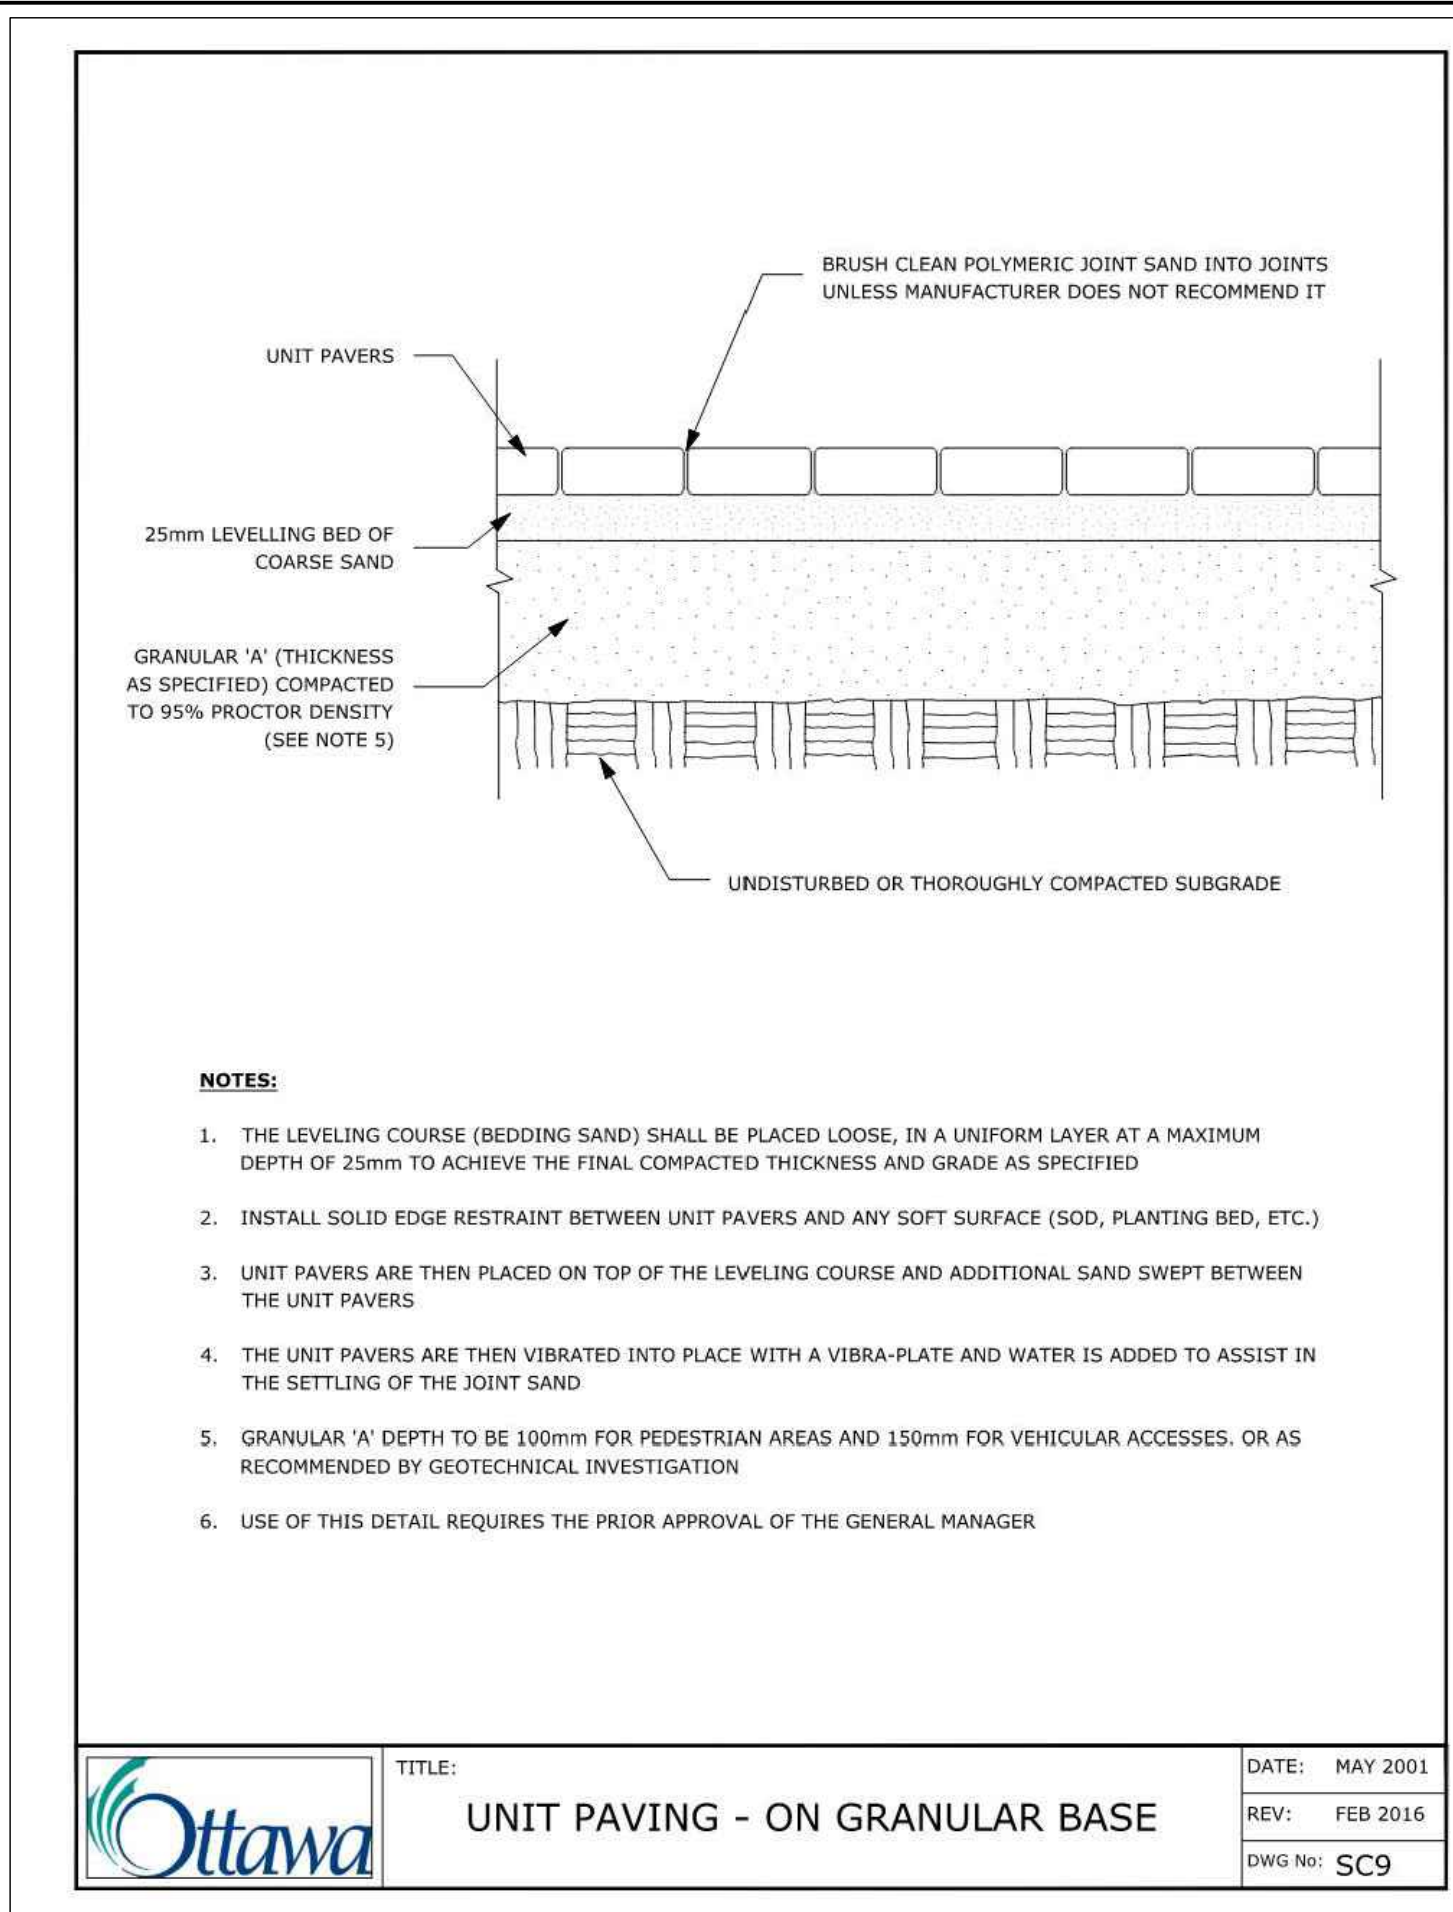 BRUSH CLEAN POLYMERIC JOINT SAND INTO JOINTS
UNLESS MANUFACTURER DOES NOT RECOMMEND IT
UNIT PAVERS
25mm LEVELLING BED OF
COARSE SAND
GRANULAR 'A' (THICKNESS
AS SPECIFIED) COMPACTED
TO 95% PROCTOR DENSITY
(SEE NOTE 5)
UNDISTURBED OR THOROUGHLY COMPACTED SUBGRADE
NOTES:
1. THE LEVELING COURSE (BEDDING SAND) SHALL BE PLACED LOOSE, IN A UNIFORM LAYER AT A MAXIMUM
DEPTH OF 25mm TO ACHIEVE THE FINAL COMPACTED THICKNESS AND GRADE AS SPECIFIED
2. INSTALL SOLID EDGE RESTRAINT BETWEEN UNIT PAVERS AND ANY SOFT SURFACE (SOD, PLANTING BED, ETC.)
3. UNIT PAVERS ARE THEN PLACED ON TOP OF THE LEVELING COURSE AND ADDITIONAL SAND SWEPT BETWEEN
THE UNIT PAVERS
4. THE UNIT PAVERS ARE THEN VIBRATED INTO PLACE WITH A VIBRA-PLATE AND WATER IS ADDED TO ASSIST IN
THE SETTLING OF THE JOINT SAND
5. GRANULAR 'A' DEPTH TO BE 100mm FOR PEDESTRIAN AREAS AND 150mm FOR VEHICULAR ACCESSES. OR AS
RECOMMENDED BY GEOTECHNICAL INVESTIGATION
6. USE OF THIS DETAIL REQUIRES THE PRIOR APPROVAL OF THE GENERAL MANAGER
Ottawa
TITLE:
UNIT PAVING - ON GRANULAR BASE
DATE: MAY 2001
REV: FEB 2016
DWG No: SC9